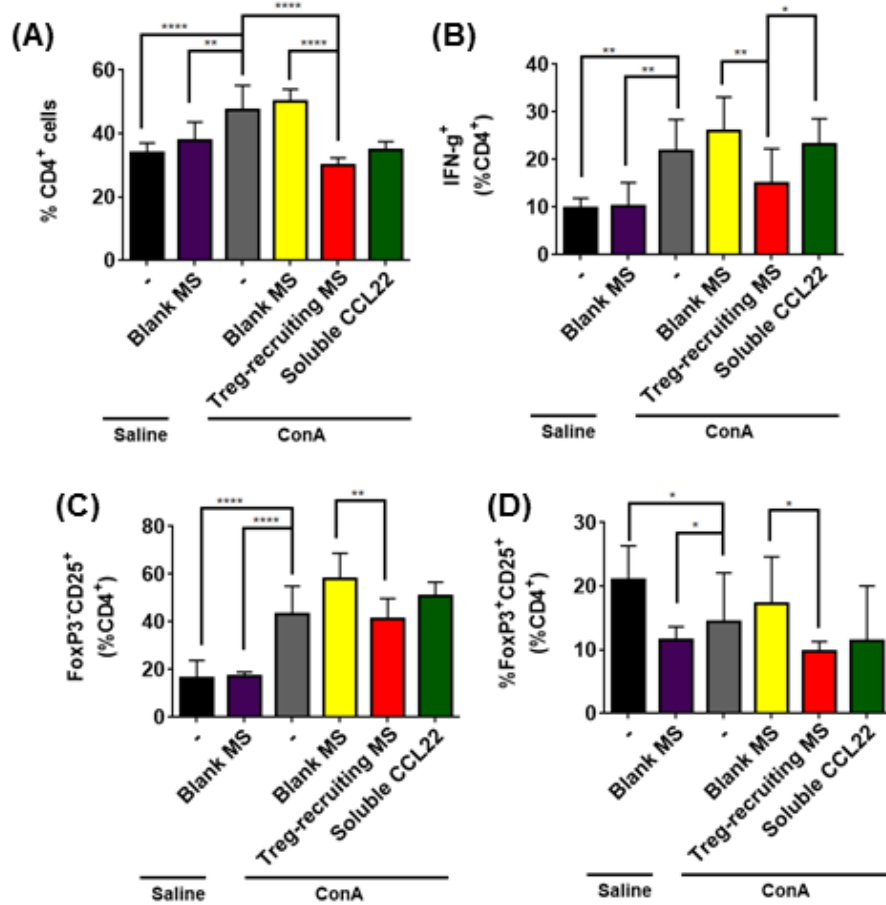 (A)
**** ****
** ****
% CD4+ cells
60
40
20
0
-
Blank MS
-
Blank MS
Treg-recruiting MS
Soluble CCL22
Saline
ConA
(B)
*
** **
**
IFN-g+
(%CD4+)
40
30
20
10
0
-
Blank MS
-
Blank MS
Treg-recruiting MS
Soluble CCL22
Saline
ConA
(C)
**** **
****
FoxP3-CD25+
(%CD4+)
80
60
40
20
0
-
Blank MS
-
Blank MS
Treg-recruiting MS
Soluble CCL22
Saline
ConA
(D)
* *
*
%FoxP3+CD25+
(%CD4+)
30
20
10
0
-
Blank MS
-
Blank MS
Treg-recruiting MS
Soluble CCL22
Saline
ConA